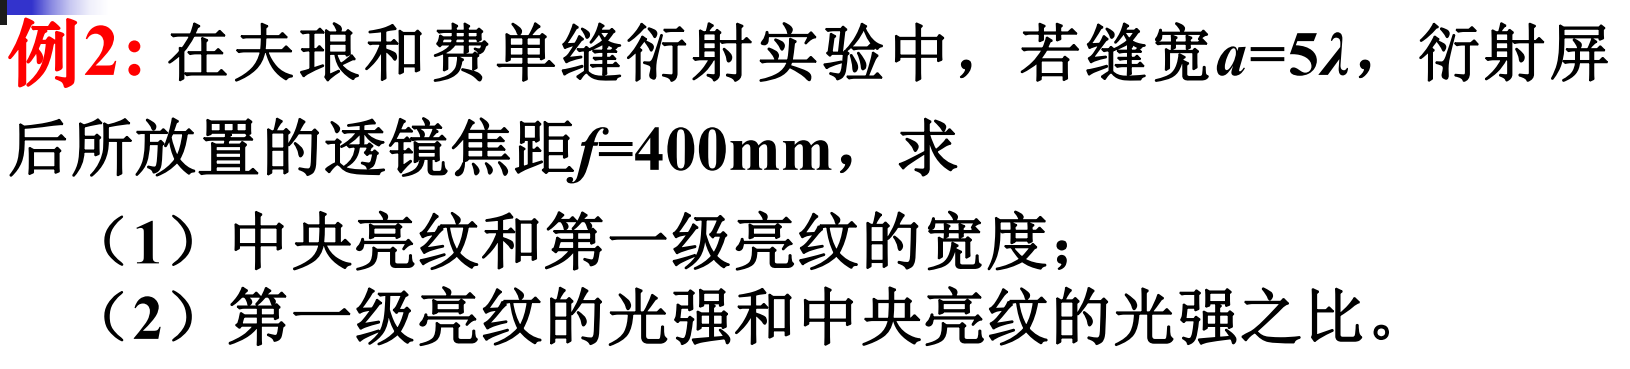 例2: 在夫琅和费单缝衍射实验中，若缝宽a=5λ，衍射屏
后所放置的透镜焦距f=400mm，求
（1）中央亮纹和第一级亮纹的宽度；
（2）第一级亮纹的光强和中央亮纹的光强之比。